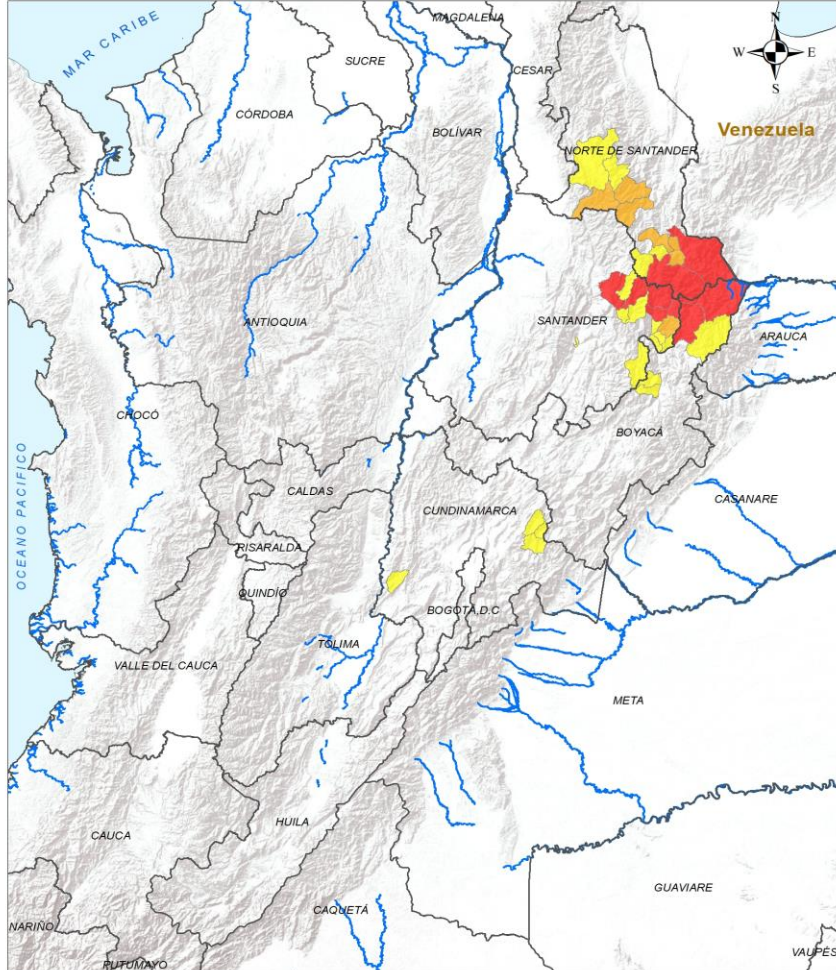 MAGDALENA
MAR CARIBE
N
W
E
S
SUCRE
CESAR
CÓRDOBA
BOLÍVAR
Venezuela
NORTE DE SANTANDER
ANTIOQUIA
SANTANDER
ARAUCA
CHOCÓ
BOYACÁ
OCEANO PACIFICO
CALDAS
CASANARE
CUNDINAMARCA
RISARALDA
QUINDÍO
BOGOTÁ,D.C
TOLIMA
VALLE DEL CAUCA
META
HUILA
CAUCA
GUAVIARE
CAQUETÁ
NARIÑO
VAUPÉS
PUTUMAYO